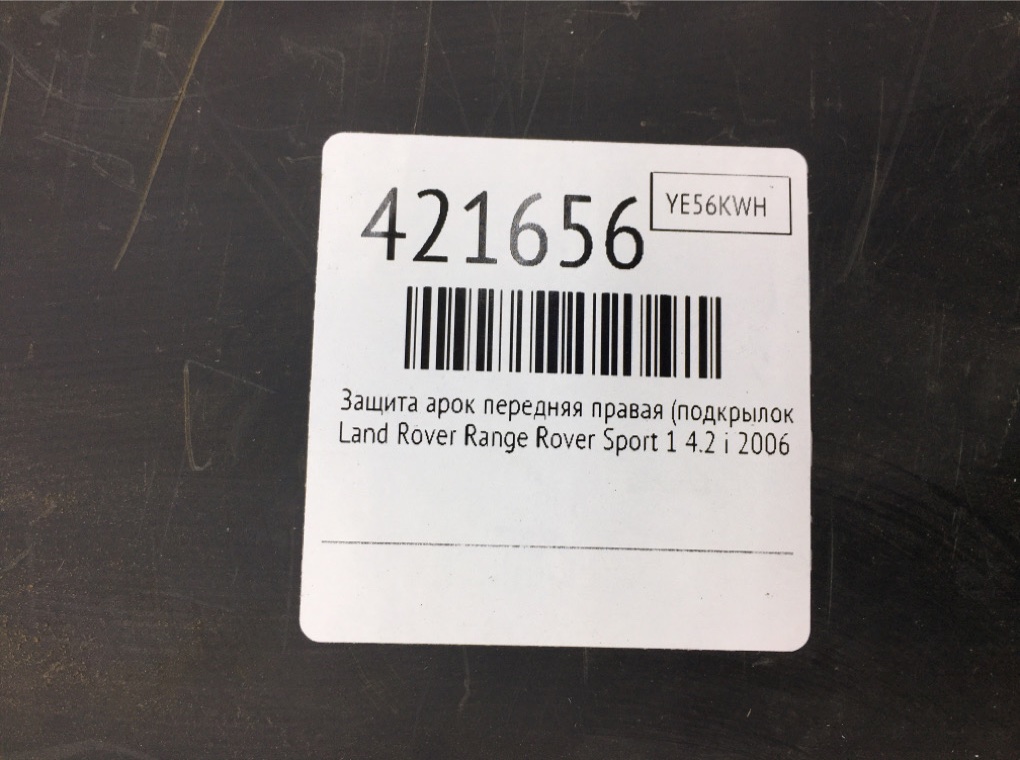 421656
YE56KWH
Защита арок передняя правая (подкрылок
Land Rover Range Rover Sport 1 4.2 i 2006